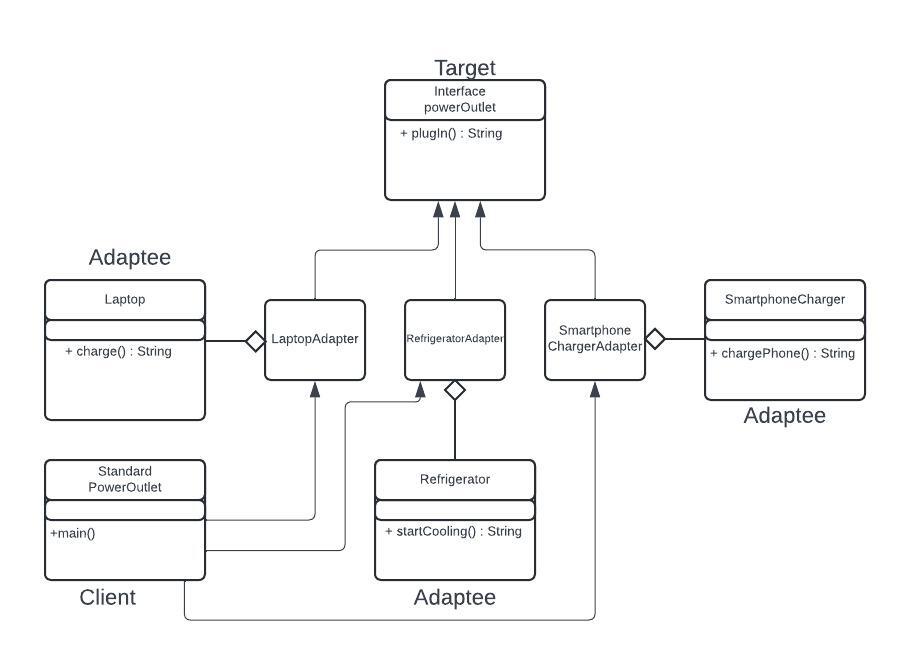 Target
Interface
powerOutlet
+ plugIn() : String
Adaptee
Laptop
+ charge() : String
LaptopAdapter
RefrigeratorAdapter
Smartphone
ChargerAdapter
SmartphoneCharger
+ chargePhone() : String
Adaptee
Standard
PowerOutlet
+main()
Client
Refrigerator
+ startCooling() : String
Adaptee